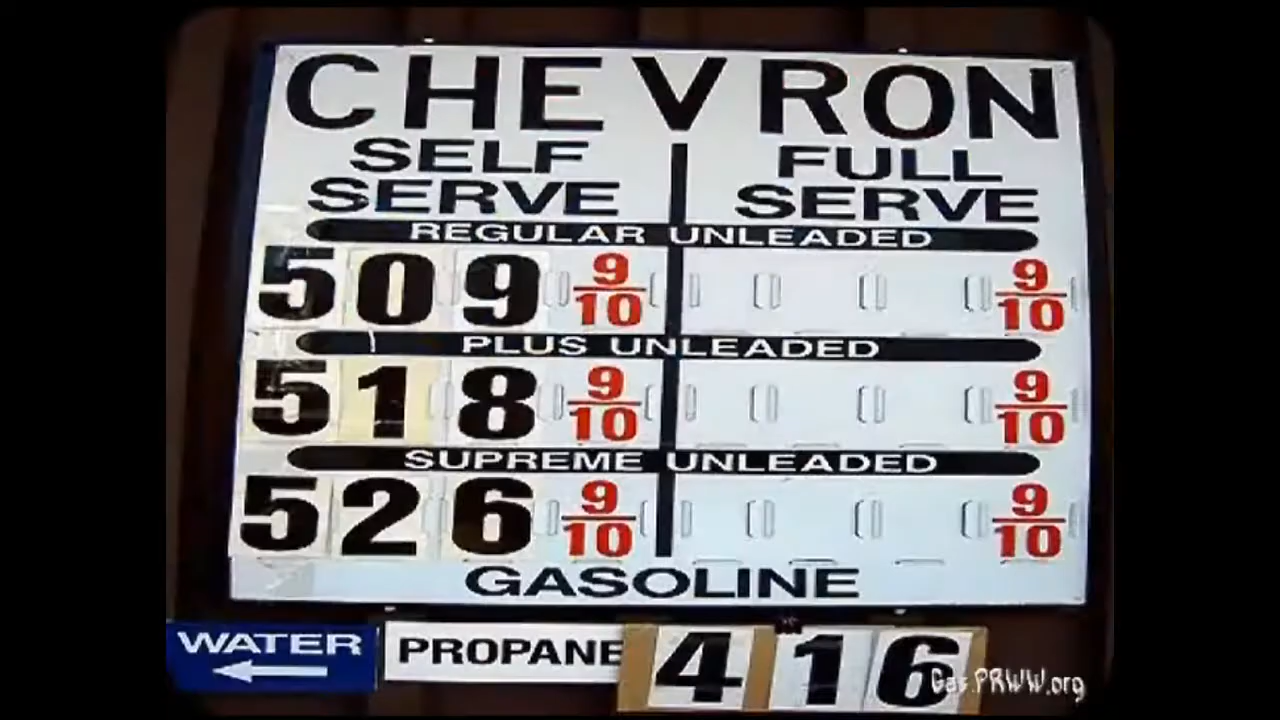 CHEVRON
SELF SERVE
FULL SERVE
REGULAR UNLEADED
509 9/10 9/10
PLUS UNLEADED
518 9/10 9/10
SUPREME UNLEADED
526 9/10 9/10
GASOLINE
WATER
PROPANE 416
Gas.PRWW.org